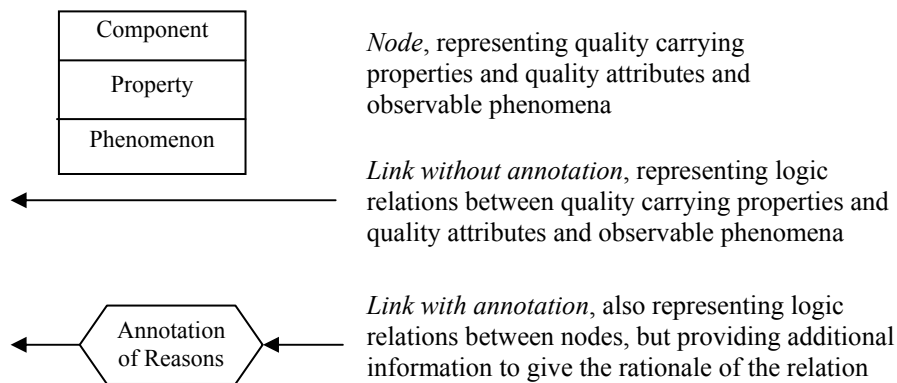 Component
Property
Phenomenon
Node, representing quality carrying
properties and quality attributes and
observable phenomena
Link without annotation, representing logic
relations between quality carrying properties and
quality attributes and observable phenomena
Annotation
of Reasons
Link with annotation, also representing logic
relations between nodes, but providing additional
information to give the rationale of the relation